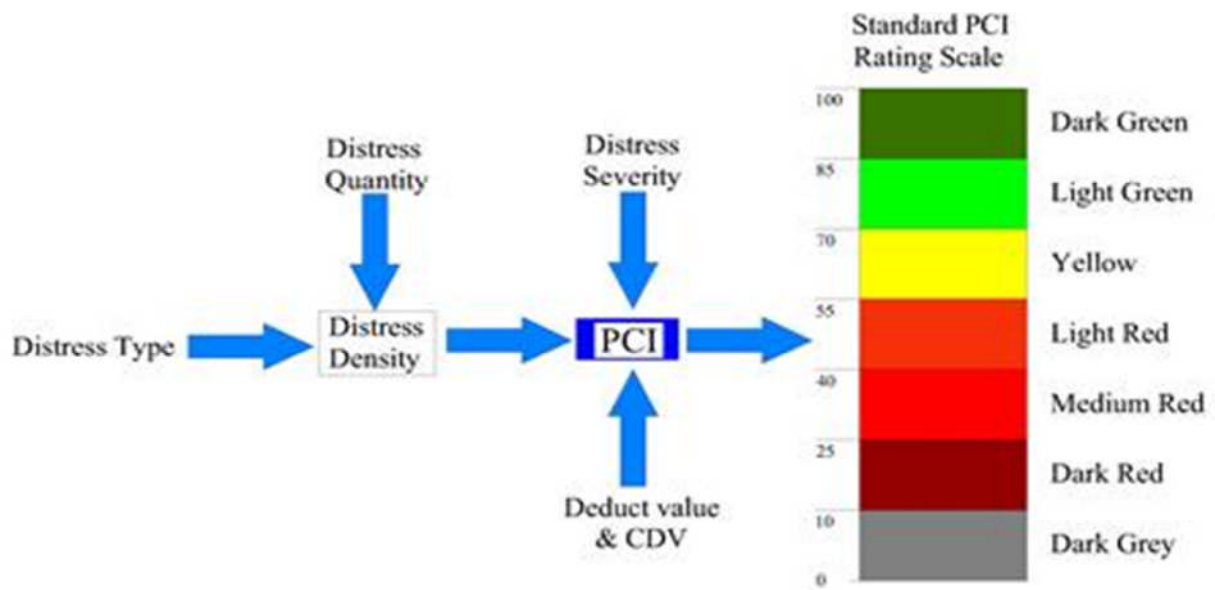 Standard PCI
Rating Scale
100
Dark Green
85
Light Green
70
Yellow
55
Light Red
40
Medium Red
25
Dark Red
10
Dark Grey
0
Distress
Quantity
Distress
Severity
Distress Type
Distress
Density
PCI
Deduct value
& CDV